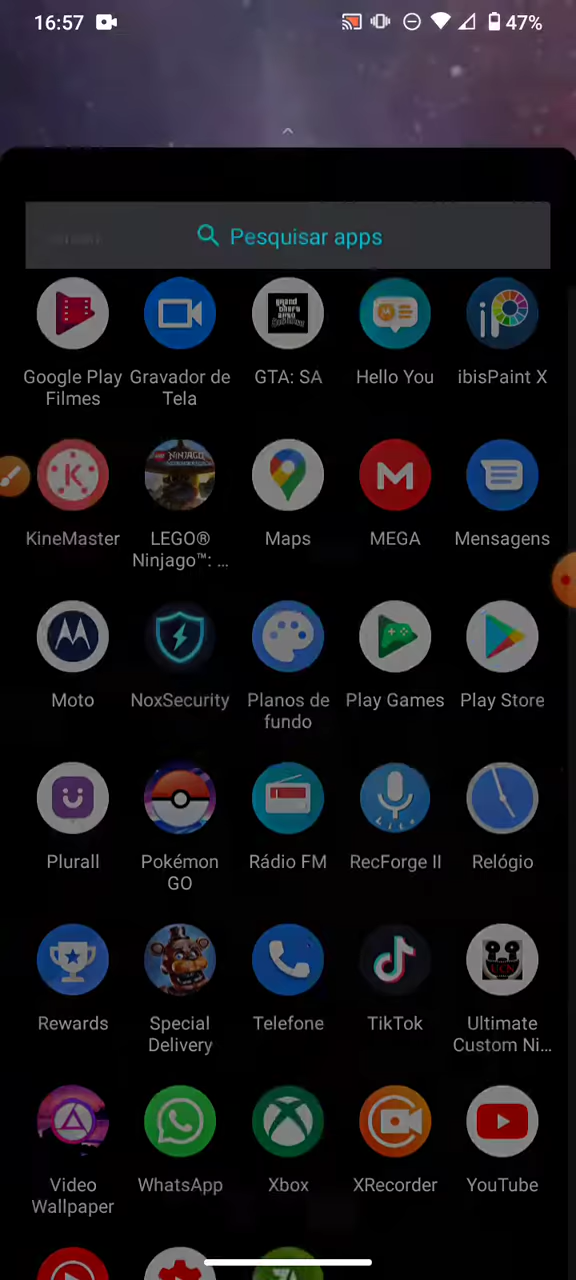 16:57
47%
Pesquisar apps
Google Play Filmes
Gravador de Tela
GTA: SA
Hello You
ibisPaint X
KineMaster
LEGO® Ninjago™: ...
Maps
MEGA
Mensagens
Moto
NoxSecurity
Planos de fundo
Play Games
Play Store
Plurall
Pokémon GO
Rádio FM
RecForge II
Relógio
Rewards
Special Delivery
Telefone
TikTok
Ultimate Custom Ni...
Video Wallpaper
WhatsApp
Xbox
XRecorder
YouTube